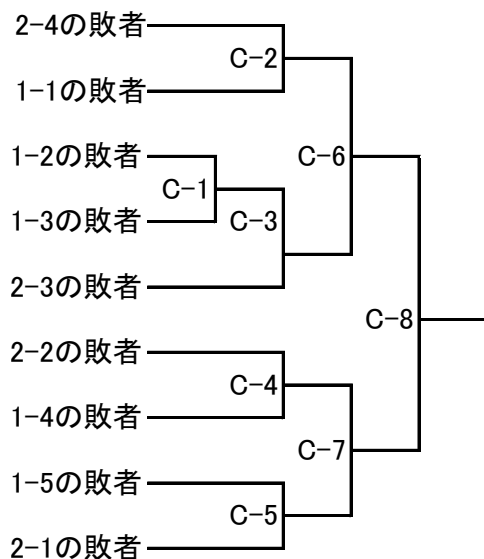 2-4の敗者
C-2
1-1の敗者
1-2の敗者
C-6
C-1
1-3の敗者
C-3
2-3の敗者
C-8
2-2の敗者
C-4
1-4の敗者
C-7
1-5の敗者
C-5
2-1の敗者